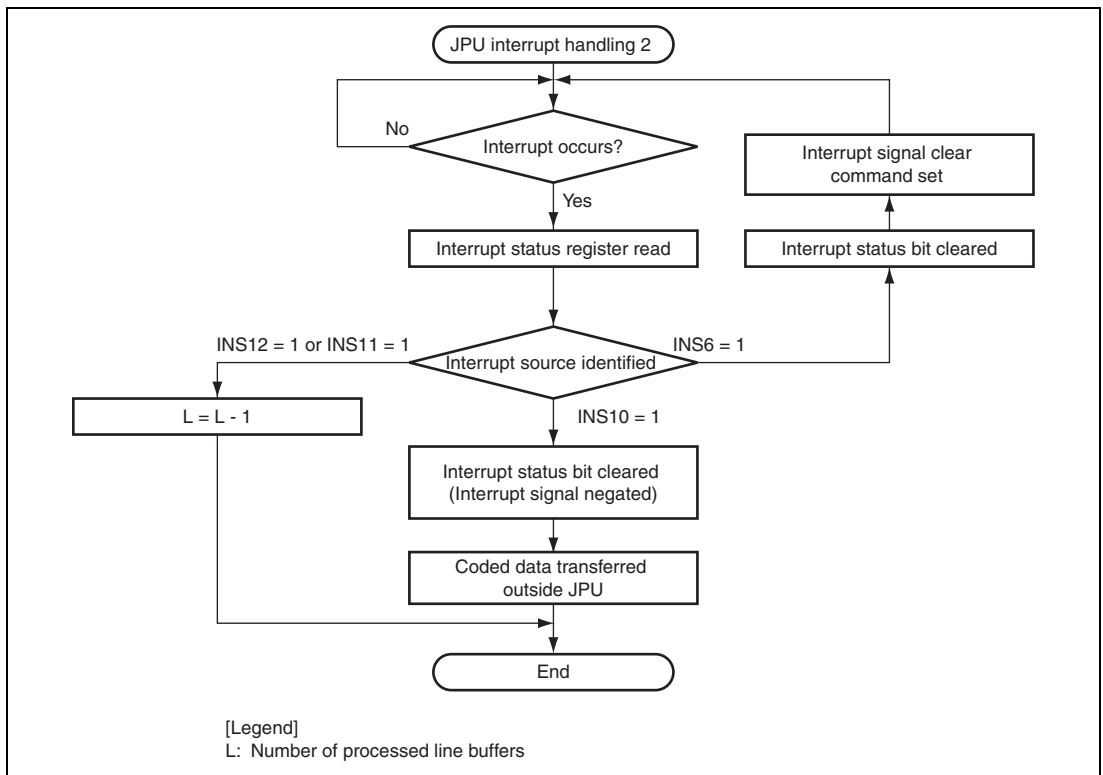 JPU interrupt handling 2
No
Interrupt occurs?
Interrupt signal clear
command set
Yes
Interrupt status register read
Interrupt status bit cleared
INS12 = 1 or INS11 = 1
Interrupt source identified
INS6 = 1
L = L - 1
INS10 = 1
Interrupt status bit cleared
(Interrupt signal negated)
Coded data transferred
outside JPU
End
[Legend]
L: Number of processed line buffers